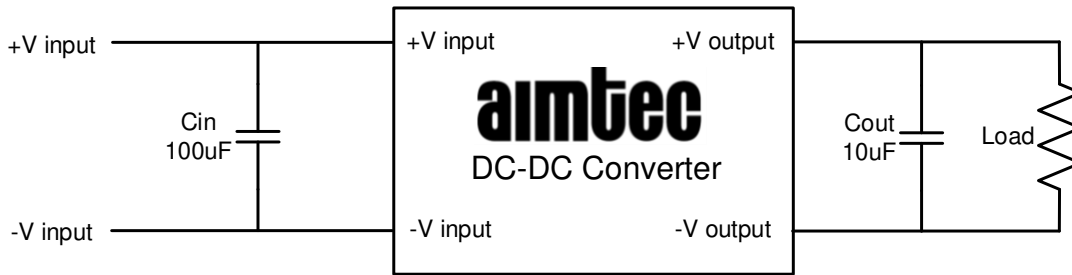 +V input
+V input
+V output
aimtec
DC-DC Converter
Cin
100uF
Cout
10uF
Load
-V input
-V input
-V output